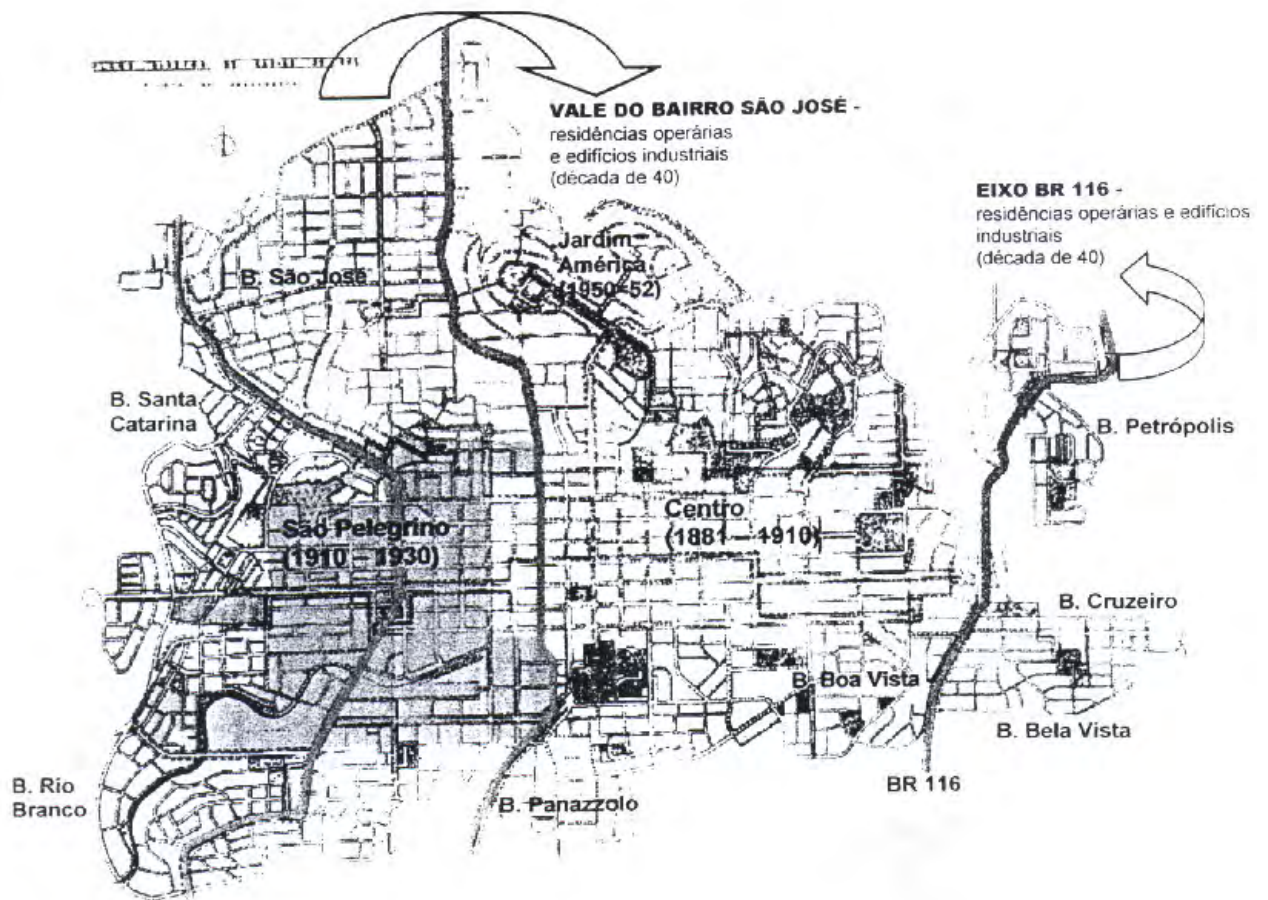 VALE DO BAIRRO SÃO JOSÉ -
residências operárias
e edifícios industriais
(década de 40)
EIXO BR 116 -
residências operárias e edifícios
industriais
(década de 40)
Jardim
América
(1950-52)
B. São José
B. Santa
Catarina
B. Petrópolis
São Pelegrino
(1910 – 1930)
Centro
(1881 – 1910)
B. Cruzeiro
B. Boa Vista
B. Bela Vista
BR 116
B. Rio
Branco
B. Panazzolo